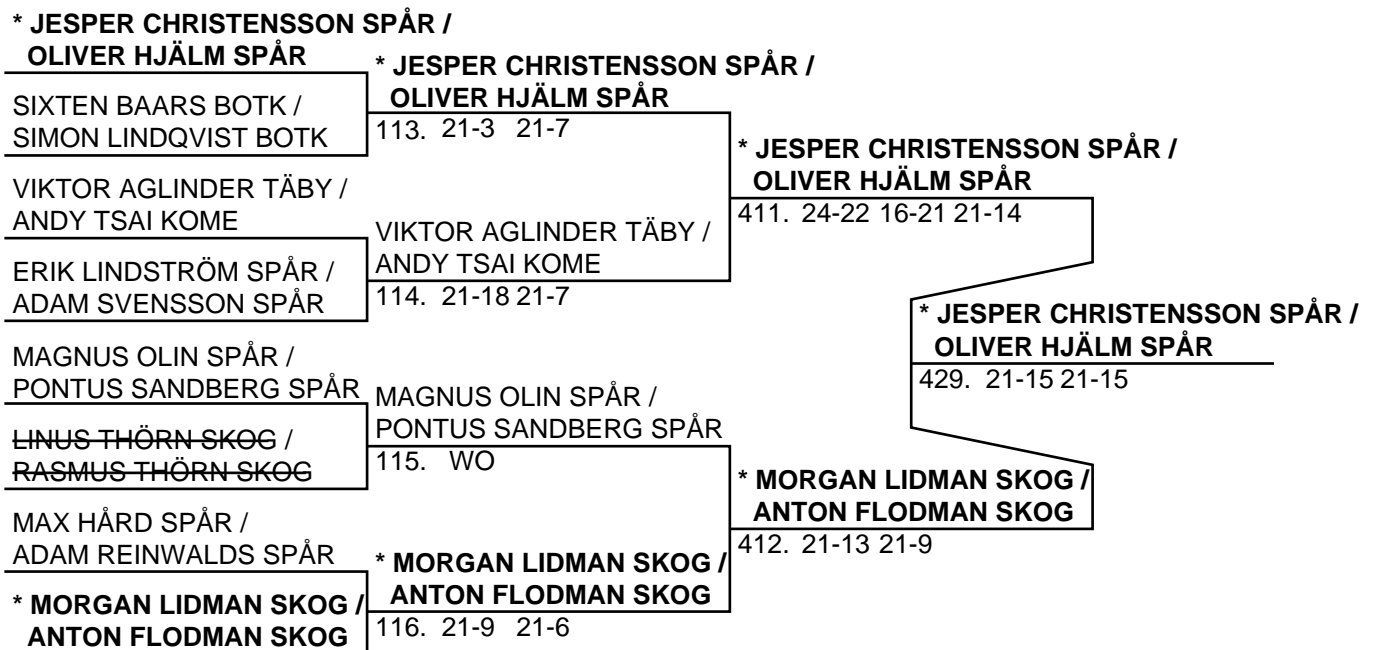 * JESPER CHRISTENSSON SPÅR /
OLIVER HJÄLM SPÅR
SIXTEN BAARS BOTK /
SIMON LINDQVIST BOTK
VIKTOR AGLINDER TÄBY /
ANDY TSAI KOME
ERIK LINDSTRÖM SPÅR /
ADAM SVENSSON SPÅR
MAGNUS OLIN SPÅR /
PONTUS SANDBERG SPÅR
LINUS THÖRN SKOG /
RASMUS THÖRN SKOG
MAX HÅRD SPÅR /
ADAM REINWALDS SPÅR
* MORGAN LIDMAN SKOG /
ANTON FLODMAN SKOG
* JESPER CHRISTENSSON SPÅR /
OLIVER HJÄLM SPÅR
113. 21-3 21-7
VIKTOR AGLINDER TÄBY /
ANDY TSAI KOME
114. 21-18 21-7
MAGNUS OLIN SPÅR /
PONTUS SANDBERG SPÅR
115. WO
* MORGAN LIDMAN SKOG /
ANTON FLODMAN SKOG
116. 21-9 21-6
* JESPER CHRISTENSSON SPÅR /
OLIVER HJÄLM SPÅR
411. 24-22 16-21 21-14
* MORGAN LIDMAN SKOG /
ANTON FLODMAN SKOG
412. 21-13 21-9
* JESPER CHRISTENSSON SPÅR /
OLIVER HJÄLM SPÅR
429. 21-15 21-15